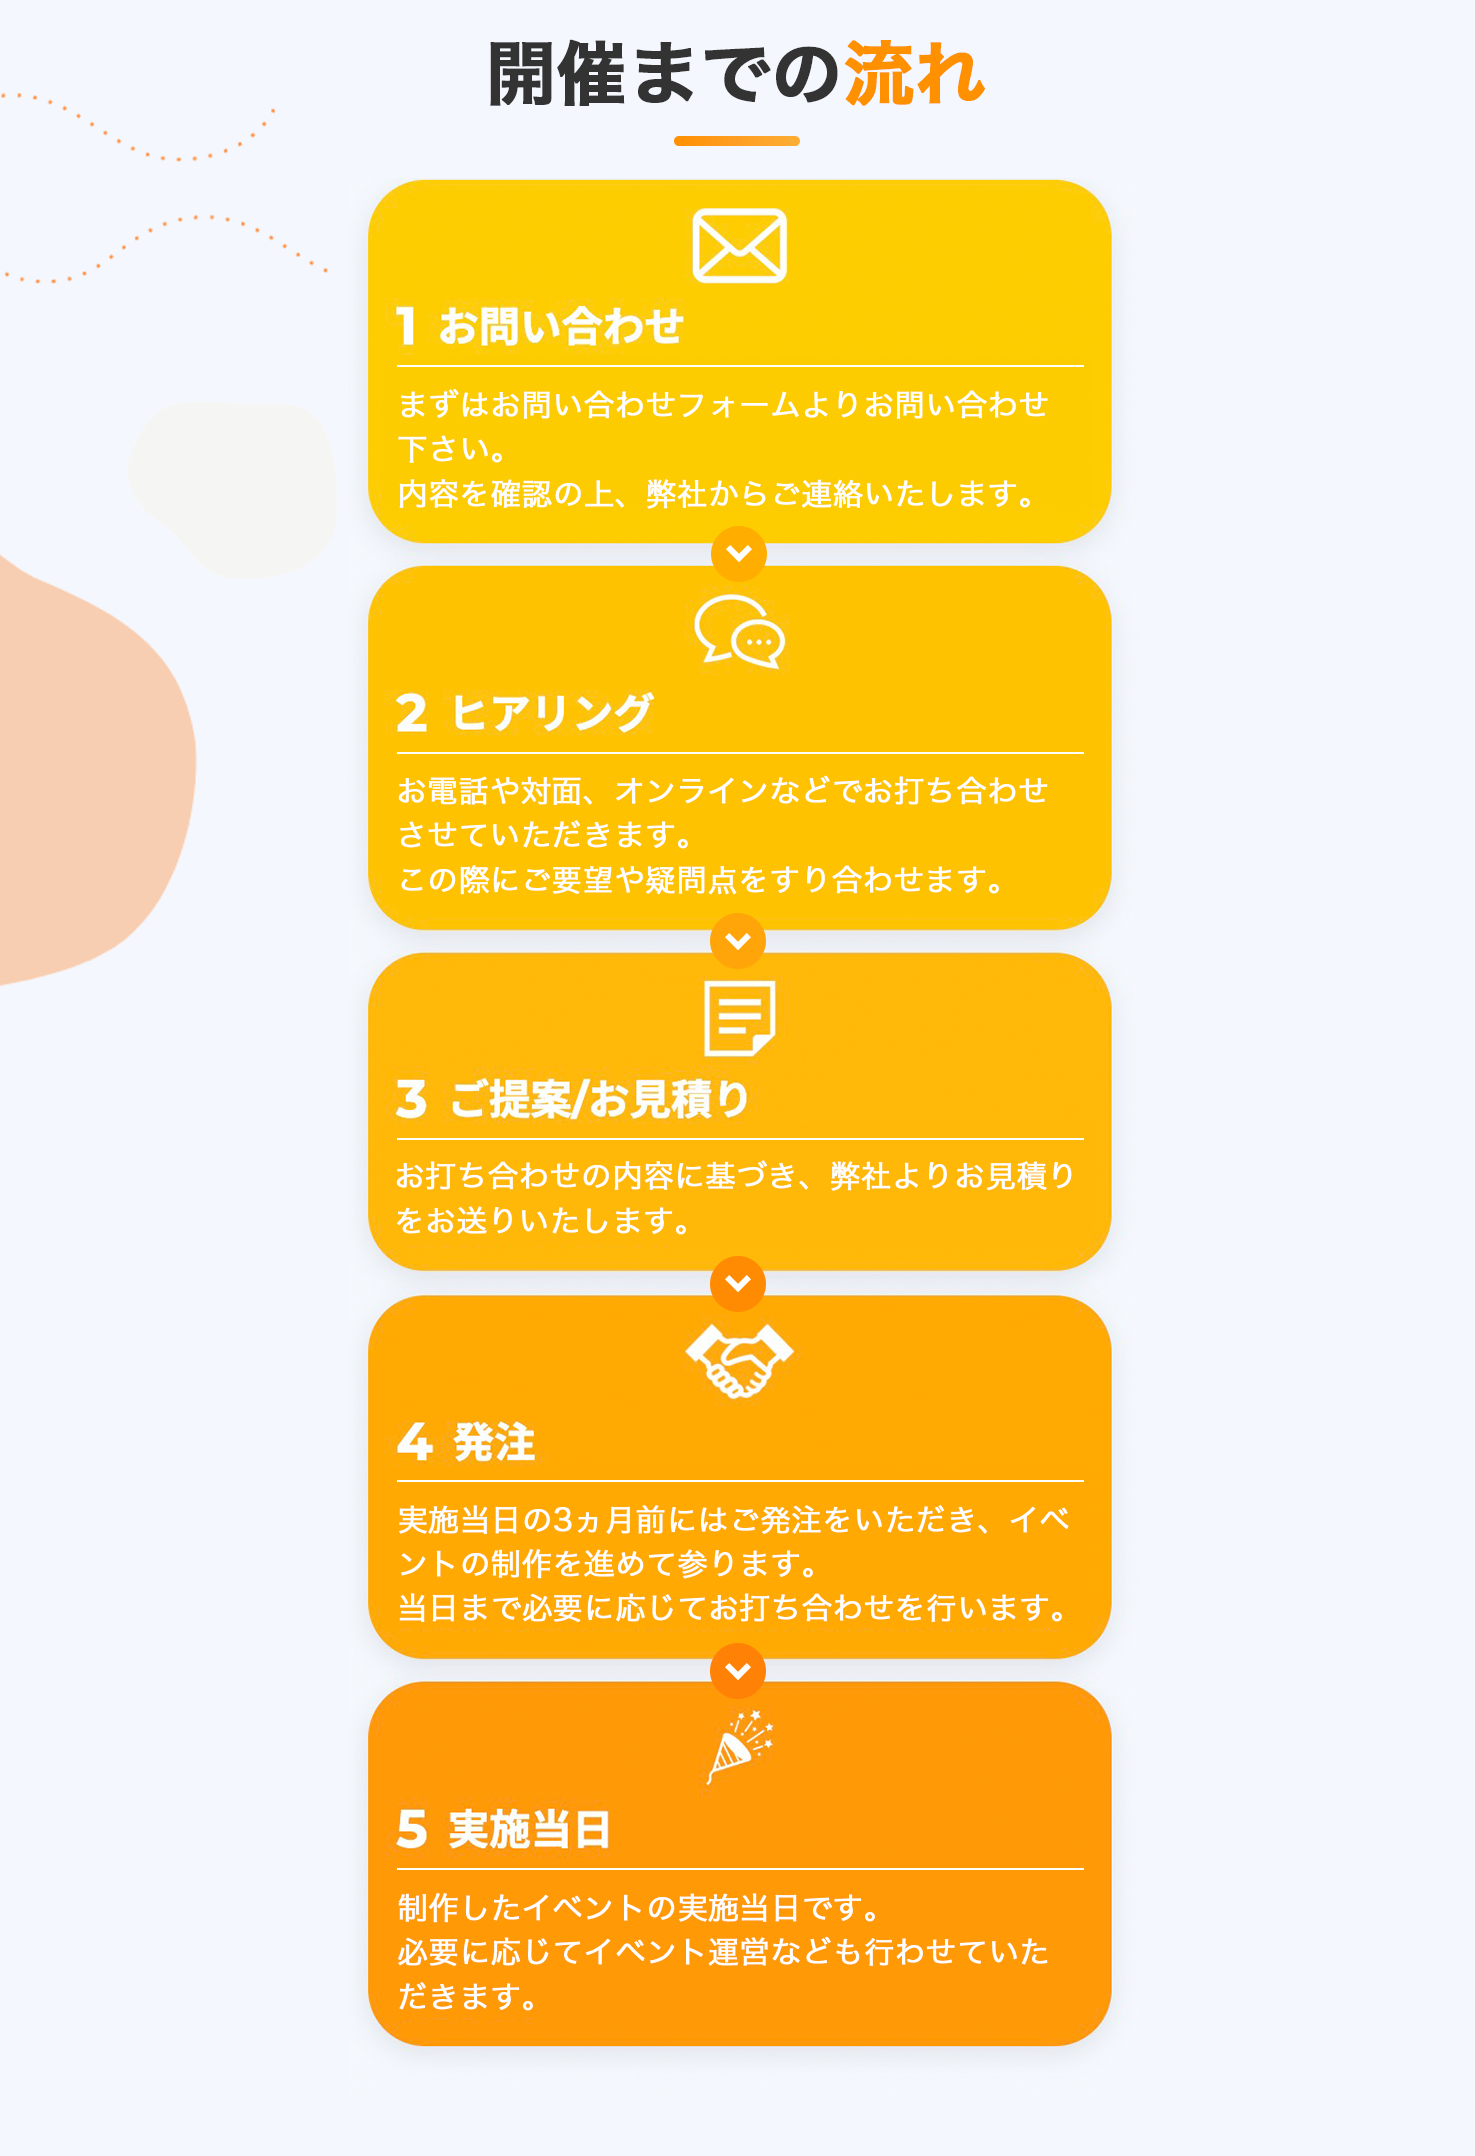 開催までの流れ
1 お問い合わせ
まずはお問い合わせフォームよりお問い合わせ
下さい。
内容を確認の上、弊社からご連絡いたします。
2 ヒアリング
お電話や対面、オンラインなどでお打ち合わせ
させていただきます。
この際にご要望や疑問点をすり合わせます。
3 ご提案/お見積り
お打ち合わせの内容に基づき、弊社よりお見積り
をお送りいたします。
4 発注
実施当日の3ヵ月前にはご発注をいただき、イベ
ントの制作を進めて参ります。
当日まで必要に応じてお打ち合わせを行います。
5 実施当日
制作したイベントの実施当日です。
必要に応じてイベント運営なども行わせていた
だきます。